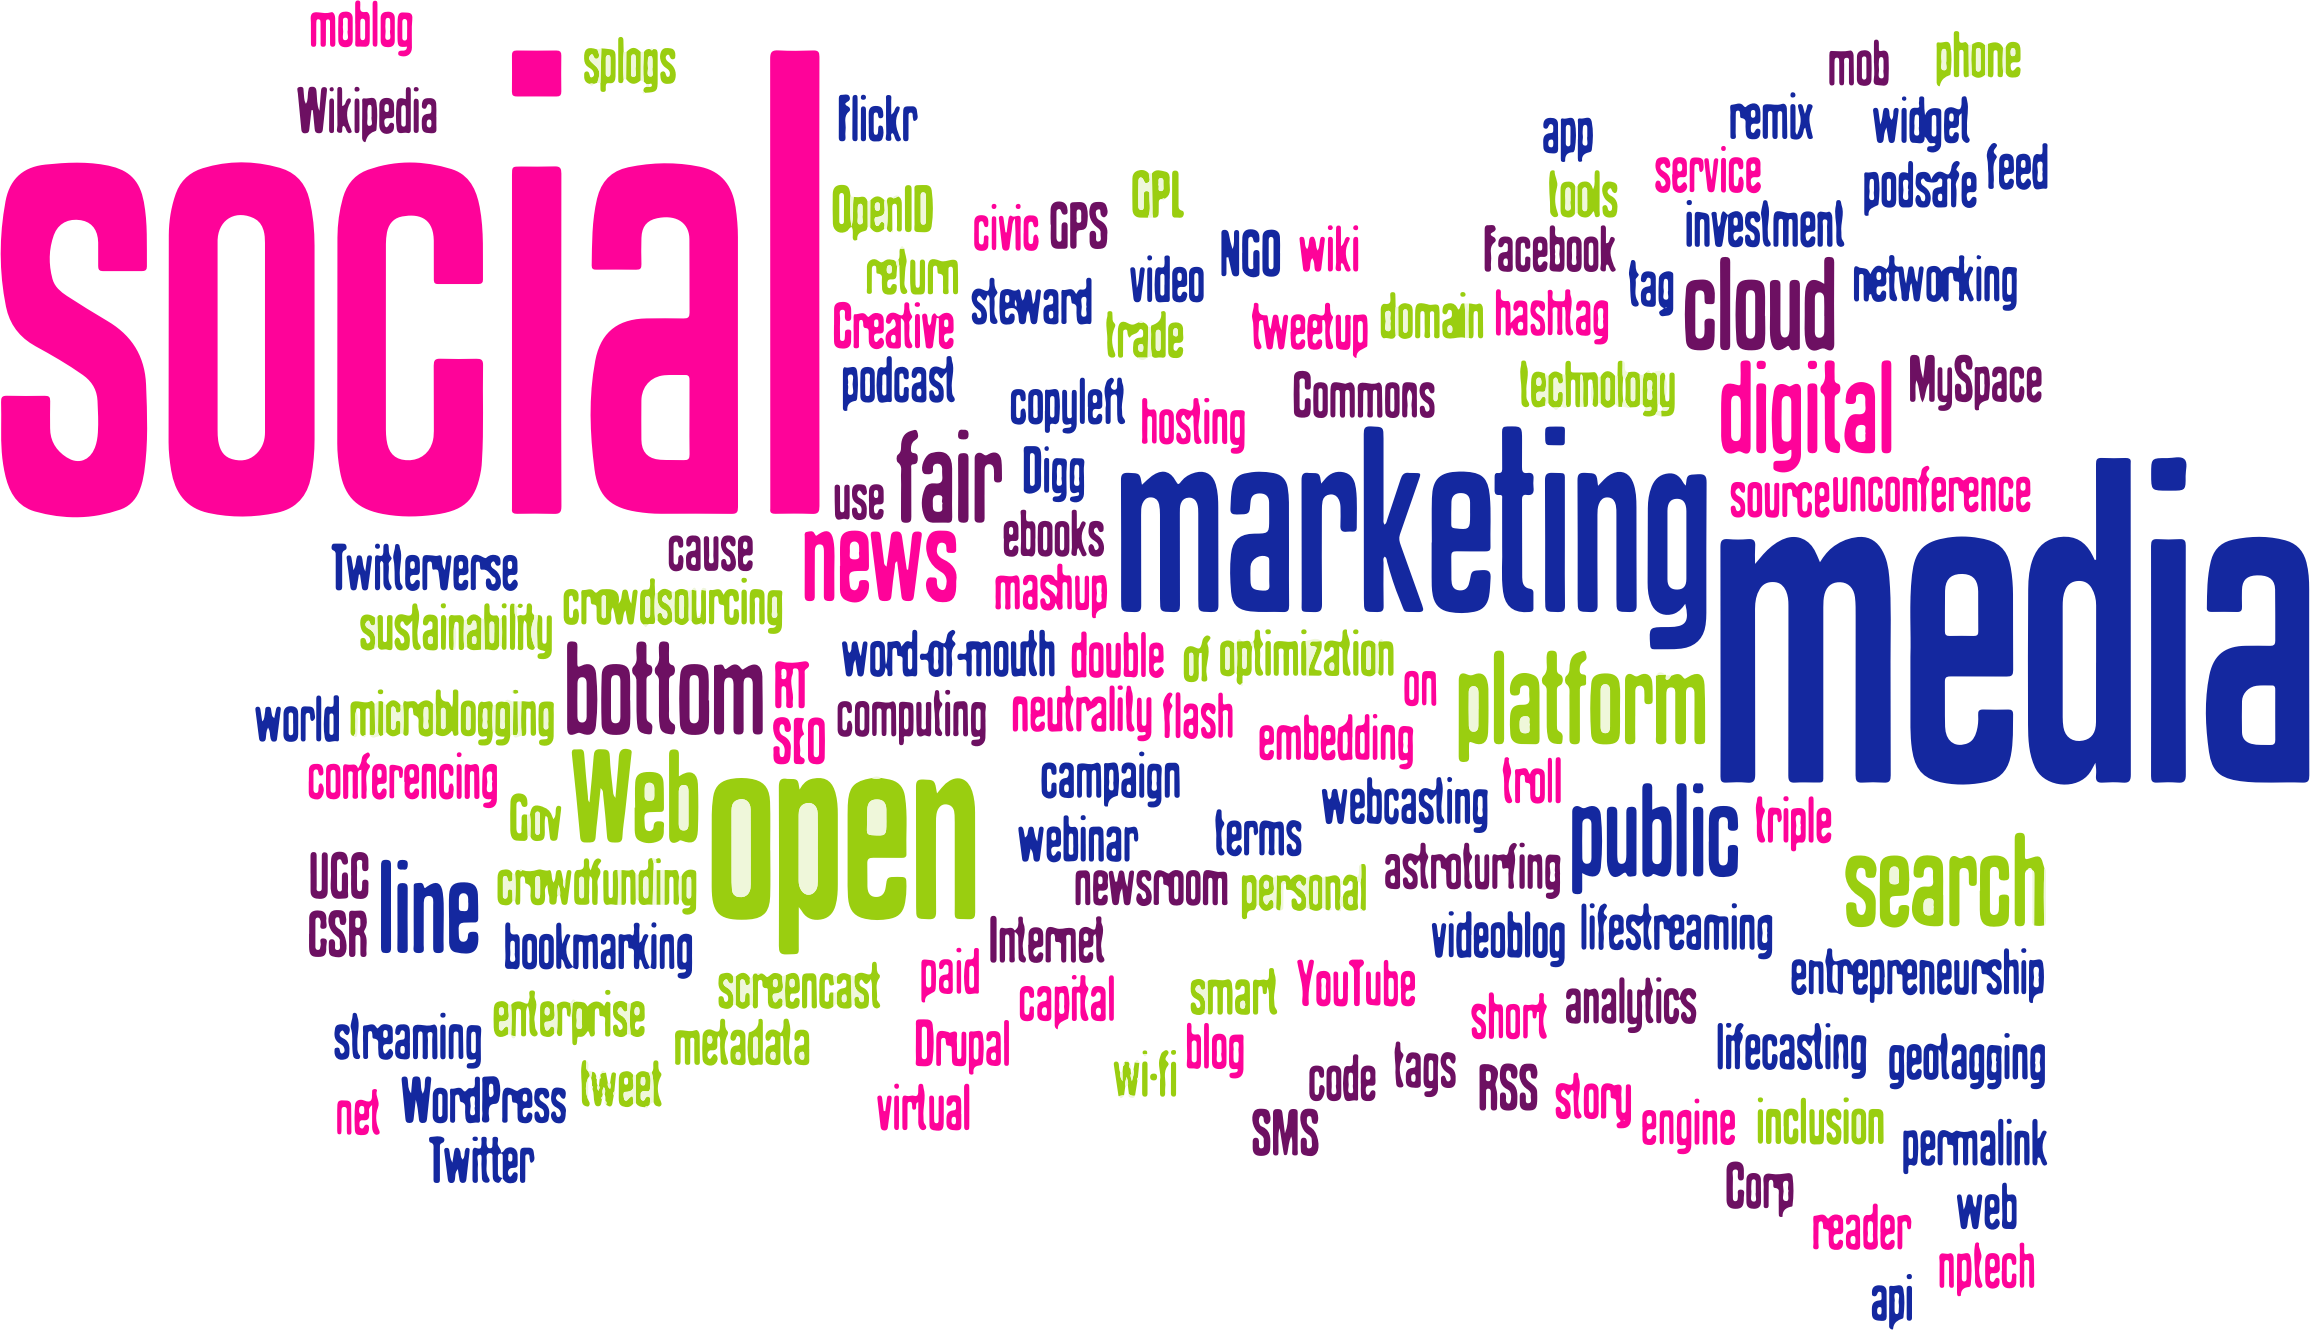 moblog
splogs
Wikipedia
social
flickr
mob
phone
remix
widget
app
service
podsafe
feed
tools
investment
OpenID
civic
GPS
GPL
return
steward
video
NGO
wiki
Facebook
tag
cloud
networking
Creative
trade
tweetup
domain
hashtag
podcast
copyleft
hosting
Commons
technology
digital
MySpace
use
fair
Digg
marketing
source
unconference
ebooks
media
Twitterverse
cause
news
mashup
sustainability
crowdsourcing
bottom
RT
word-of-mouth
double
of
optimization
on
platform
world
microblogging
SEO
computing
neutrality
flash
embedding
conferencing
Gov
Web
open
campaign
webcasting
troll
public
triple
webinar
terms
search
UGC
line
crowdfunding
newsroom
personal
astroturfing
CSR
bookmarking
Internet
videoblog
lifestreaming
screencast
paid
capital
smart
YouTube
short
analytics
entrepreneurship
streaming
enterprise
metadata
Drupal
blog
lifecasting
geotagging
net
WordPress
tweet
virtual
wi-fi
code
tags
RSS
story
engine
inclusion
permalink
Twitter
SMS
Corp
reader
web
nptech
api